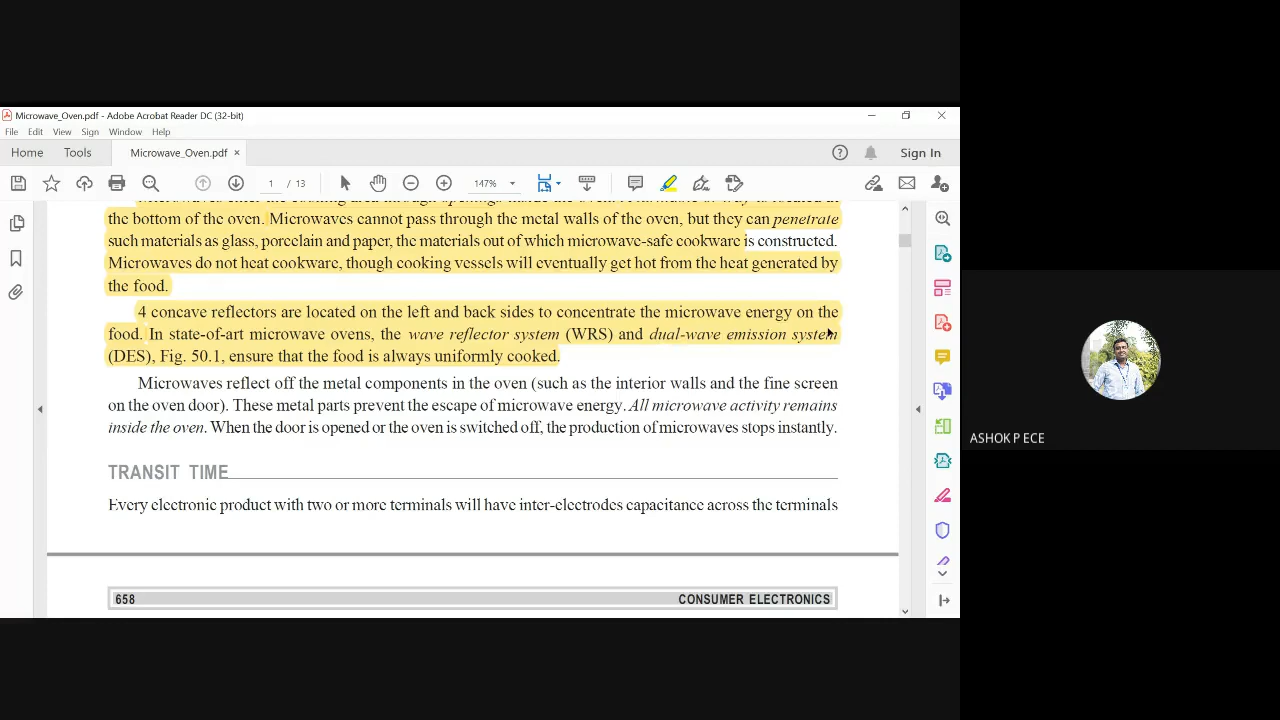 Microwave_Oven.pdf - Adobe Acrobat Reader DC (32-bit)
File Edit View Sign Window Help
Home Tools Microwave_Oven.pdf × Sign In
1 / 13 147%
the bottom of the oven. Microwaves cannot pass through the metal walls of the oven, but they can penetrate
such materials as glass, porcelain and paper, the materials out of which microwave-safe cookware is constructed.
Microwaves do not heat cookware, though cooking vessels will eventually get hot from the heat generated by
the food.
4 concave reflectors are located on the left and back sides to concentrate the microwave energy on the
food. In state-of-art microwave ovens, the wave reflector system (WRS) and dual-wave emission system
(DES), Fig. 50.1, ensure that the food is always uniformly cooked.
Microwaves reflect off the metal components in the oven (such as the interior walls and the fine screen
on the oven door). These metal parts prevent the escape of microwave energy. All microwave activity remains
inside the oven. When the door is opened or the oven is switched off, the production of microwaves stops instantly.
TRANSIT TIME
Every electronic product with two or more terminals will have inter-electrodes capacitance across the terminals
658 CONSUMER ELECTRONICS
ASHOK P ECE